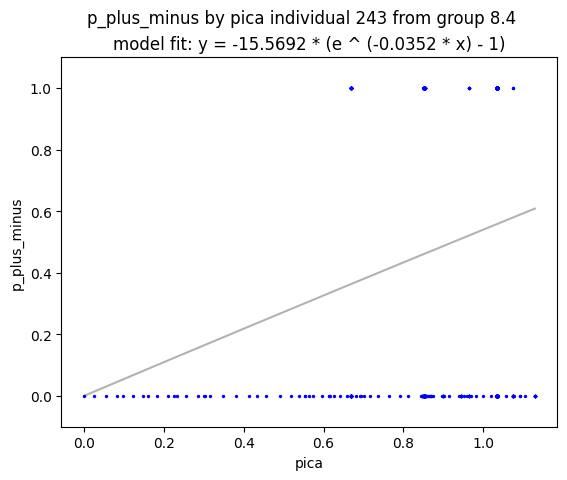 p_plus_minus by pica individual 243 from group 8.4
model fit: y = -15.5692 * (e ^ (-0.0352 * x) - 1)
1.0
0.8
0.6
0.4
0.2
0.0
p_plus_minus
0.0 0.2 0.4 0.6 0.8 1.0
pica